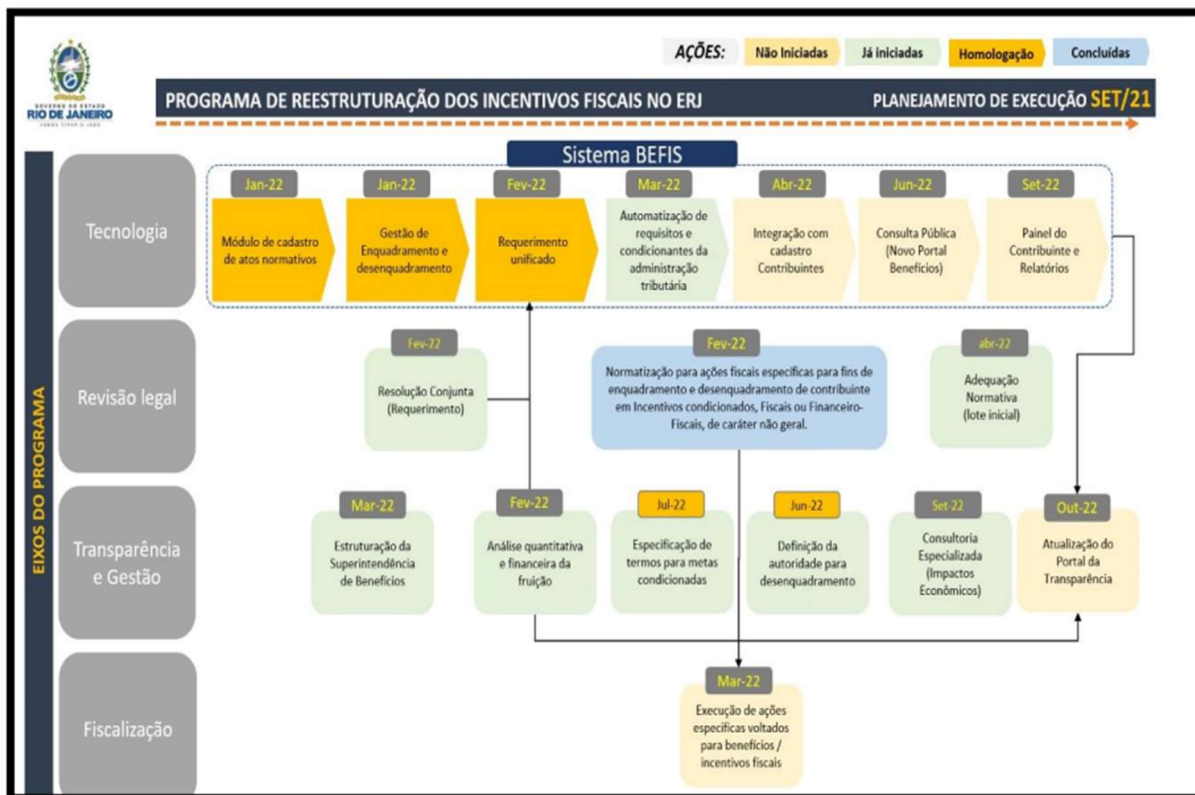 AÇÕES:
Não Iniciadas
Já iniciadas
Homologação
Concluídas
GOVERNO DO ESTADO
RIO DE JANEIRO
PROGRAMA DE REESTRUTURAÇÃO DOS INCENTIVOS FISCAIS NO ERJ
PLANEJAMENTO DE EXECUÇÃO SET/21
EIXOS DO PROGRAMA
Sistema BEFIS
Tecnologia
Jan-22
Módulo de cadastro
de atos normativos
Jan-22
Gestão de
Enquadramento e
desenquadramento
Fev-22
Requerimento
unificado
Mar-22
Automatização de
requisitos e
condicionantes da
administração
tributária
Abr-22
Integração com
cadastro
Contribuintes
Jun-22
Consulta Pública
(Novo Portal
Benefícios)
Set-22
Painel do
Contribuinte e
Relatórios
Revisão legal
Fev-22
Resolução Conjunta
(Requerimento)
Fev-22
Normatização para ações fiscais específicas para fins de
enquadramento e desenquadramento de contribuinte
em Incentivos condicionados, Fiscais ou Financeiro-
Fiscais, de caráter não geral.
abr-22
Adequação
Normativa
(lote inicial)
Transparência
e Gestão
Mar-22
Estruturação da
Superintendência
de Benefícios
Fev-22
Análise quantitativa
e financeira da
fruição
Jul-22
Especificação de
termos para metas
condicionadas
Jun-22
Definição da
autoridade para
desenquadramento
Set-22
Consultoria
Especializada
(Impactos
Econômicos)
Out-22
Atualização do
Portal da
Transparência
Fiscalização
Mar-22
Execução de ações
especificas voltados
para benefícios /
incentivos fiscais